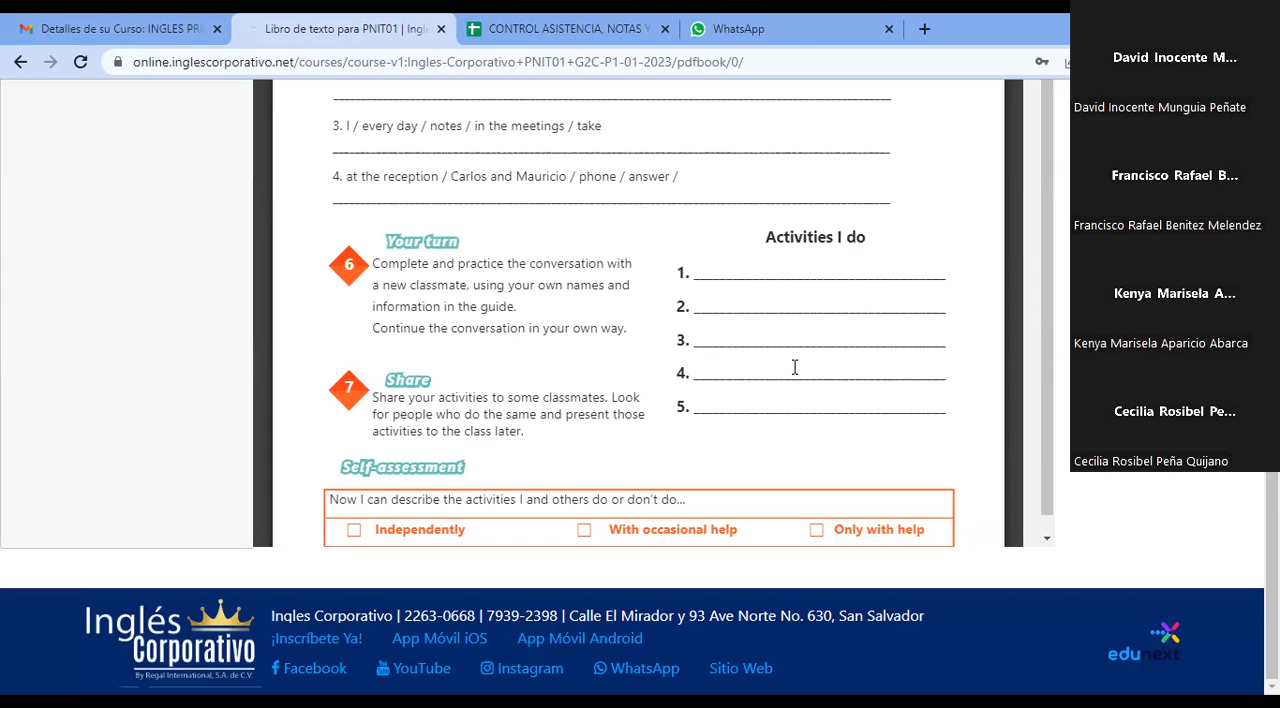 Detalles de su Curso: INGLES PR
Libro de texto para PNIT01 | Ingl
CONTROL ASISTENCIA, NOTAS Y
WhatsApp
online.inglescorporativo.net/courses/course-v1:Ingles-Corporativo+PNIT01+G2C-P1-01-2023/pdfbook/0/
3. I / every day / notes / in the meetings / take
4. at the reception / Carlos and Mauricio / phone / answer /
6
Your turn
Complete and practice the conversation with
a new classmate, using your own names and
information in the guide.
Continue the conversation in your own way.
7
Share
Share your activities to some classmates. Look
for people who do the same and present those
activities to the class later.
Activities I do
1.
2.
3.
4.
5.
Self-assessment
Now I can describe the activities I and others do or don't do...
Independently
With occasional help
Only with help
Inglés
Corporativo
By Regal International, S.A. de C.V.
Ingles Corporativo | 2263-0668 | 7939-2398 | Calle El Mirador y 93 Ave Norte No. 630, San Salvador
¡Inscríbete Ya! App Móvil iOS App Móvil Android
Facebook YouTube Instagram WhatsApp Sitio Web
edunext
David Inocente M...
David Inocente Munguia Peñate
Francisco Rafael B...
Francisco Rafael Benitez Melendez
Kenya Marisela A...
Kenya Marisela Aparicio Abarca
Cecilia Rosibel Pe...
Cecilia Rosibel Peña Quijano